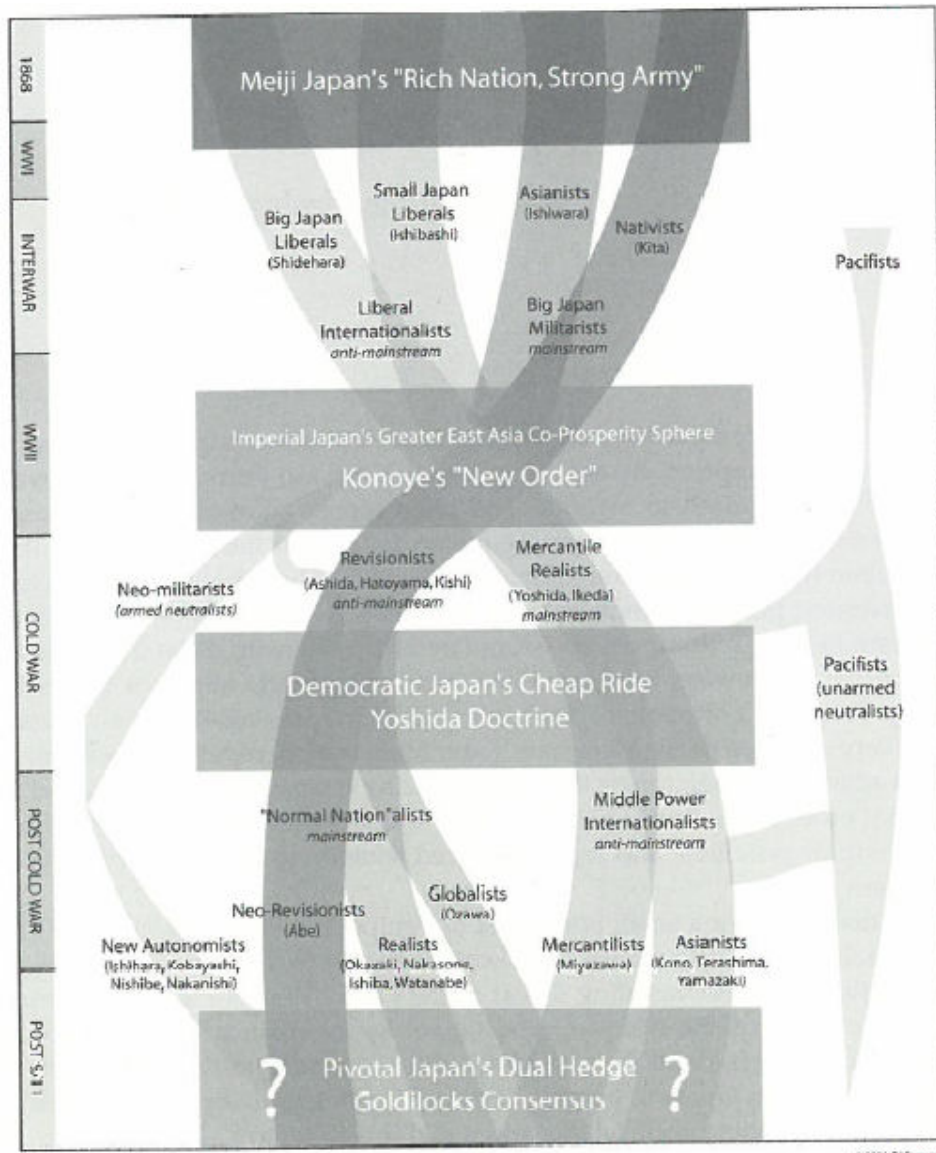 1868
Meiji Japan's "Rich Nation, Strong Army"
WWI
INTERWAR
Big Japan
Liberals
(Shidehara)
Small Japan
Liberals
(Ishibashi)
Asianists
(Ishiwara)
Nativists
(Kita)
Pacifists
Liberal
Internationalists
anti-mainstream
Big Japan
Militarists
mainstream
WWII
Imperial Japan's Greater East Asia Co-Prosperity Sphere
Konoye's "New Order"
COLD WAR
Neo-militarists
(armed neutralists)
Revisionists
(Ashida, Hatoyama, Kishi)
anti-mainstream
Mercantile
Realists
(Yoshida, Ikeda)
mainstream
Democratic Japan's Cheap Ride
Yoshida Doctrine
Pacifists
(unarmed
neutralists)
POST COLD WAR
"Normal Nation"alists
mainstream
Middle Power
Internationalists
anti-mainstream
Neo-Revisionists
(Abe)
Globalists
(Ozawa)
New Autonomists
(Ishihara, Kobayashi,
Nishibe, Nakanishi)
Realists
(Okazaki, Nakasone,
Ishiba, Watanabe)
Mercantilists
(Miyazawa)
Asianists
(Kono, Terashima,
Yamazaki)
POST 9/11
? Pivotal Japan's Dual Hedge ?
Goldilocks Consensus